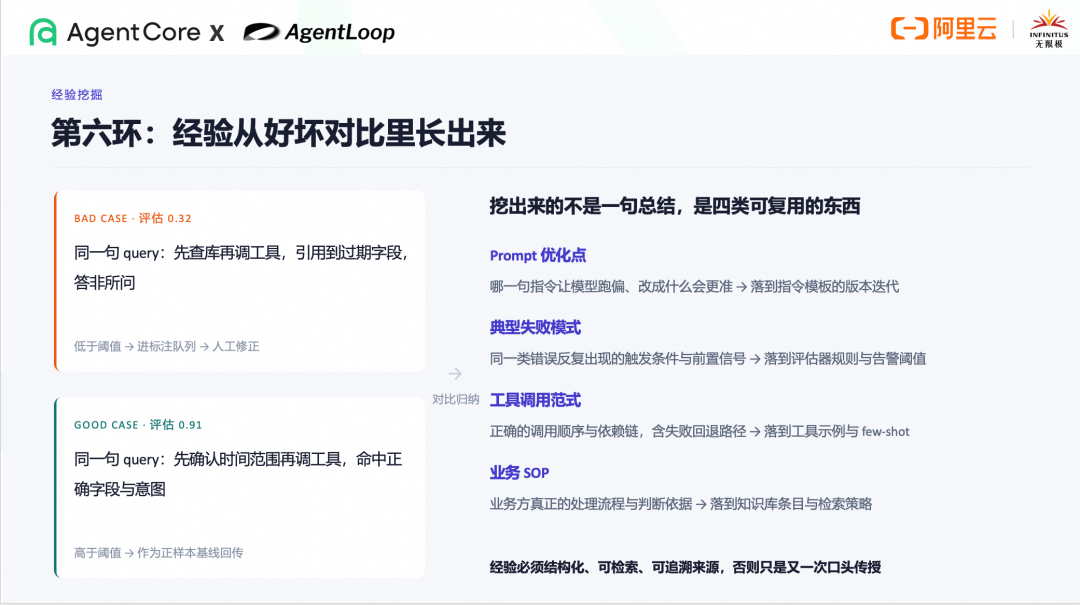 AgentCore X AgentLoop
阿里云
INFINITUS
无限极
经验挖掘
第六环：经验从好坏对比里长出来
BAD CASE · 评估 0.32
同一句 query：先查库再调工具，引用到过期字段，
答非所问
低于阈值 → 进标注队列 → 人工修正
GOOD CASE · 评估 0.91
同一句 query：先确认时间范围再调工具，命中正
确字段与意图
高于阈值 → 作为正样本基线回传
→
对比归纳
挖出来的不是一句总结，是四类可复用的东西
Prompt 优化点
哪一句指令让模型跑偏、改成什么会更准 → 落到指令模板的版本迭代
典型失败模式
同一类错误反复出现的触发条件与前置信号 → 落到评估器规则与告警阈值
工具调用范式
正确的调用顺序与依赖链，含失败回退路径 → 落到工具示例与 few-shot
业务 SOP
业务方真正的处理流程与判断依据 → 落到知识库条目与检索策略
经验必须结构化、可检索、可追溯来源，否则只是又一次口头传授